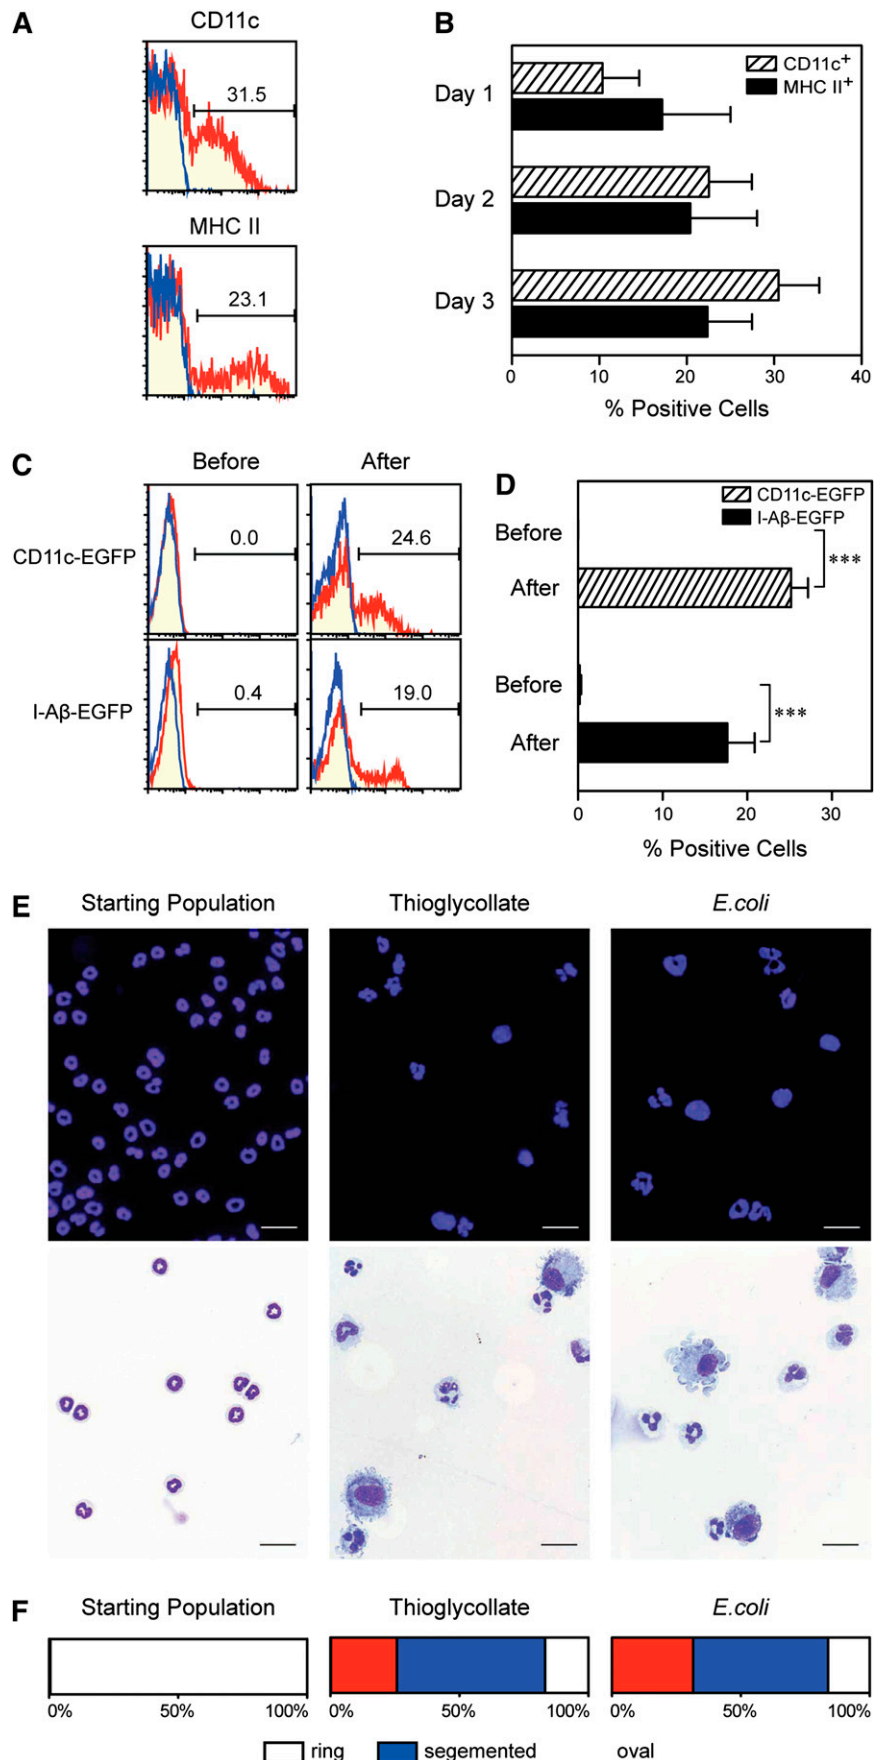 A
CD11c
31.5
MHC II
23.1
B
CD11c+
MHC II+
Day 1
Day 2
Day 3
0 10 20 30 40
% Positive Cells
C
Before After
CD11c-EGFP
0.0
24.6
I-Aβ-EGFP
0.4
19.0
D
CD11c-EGFP
I-Aβ-EGFP
Before
After
***
Before
After
***
0 10 20 30
% Positive Cells
E
Starting Population Thioglycollate E.coli
F
Starting Population Thioglycollate E.coli
0% 50% 100% 0% 50% 100% 0% 50% 100%
ring segemented oval